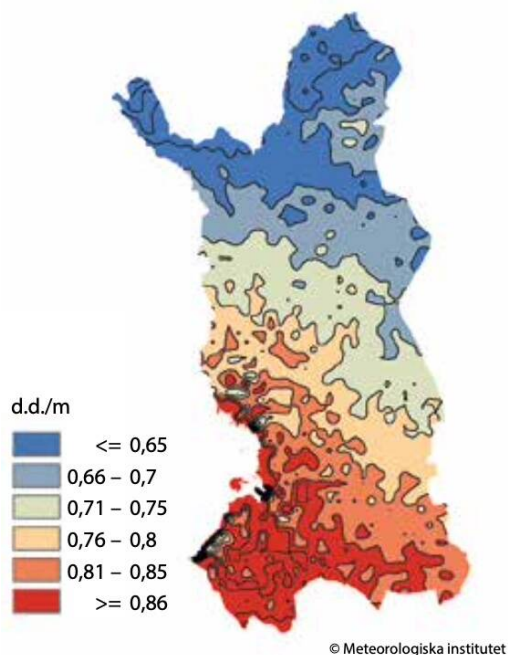 d.d./m
<= 0,65
0,66 – 0,7
0,71 – 0,75
0,76 – 0,8
0,81 – 0,85
>= 0,86
© Meteorologiska institutet